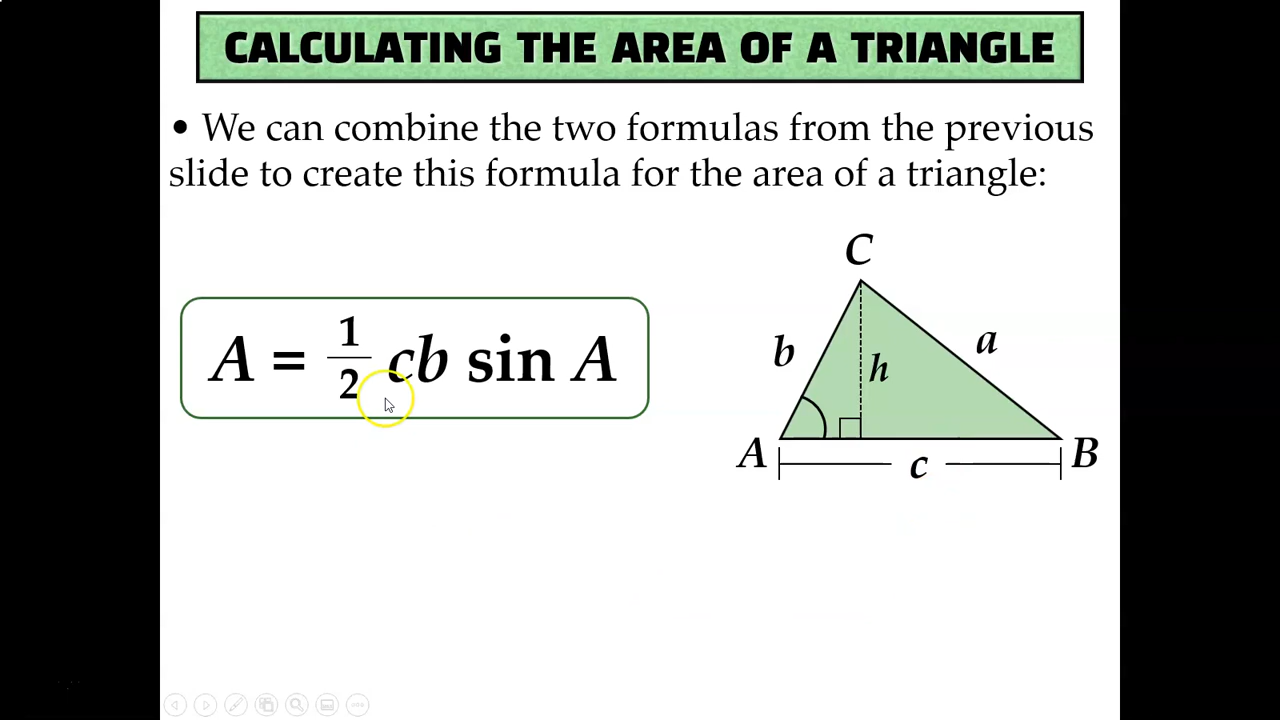 CALCULATING THE AREA OF A TRIANGLE
• We can combine the two formulas from the previous
slide to create this formula for the area of a triangle:
A = 1/2 cb sin A
C
b
h
a
A
c
B